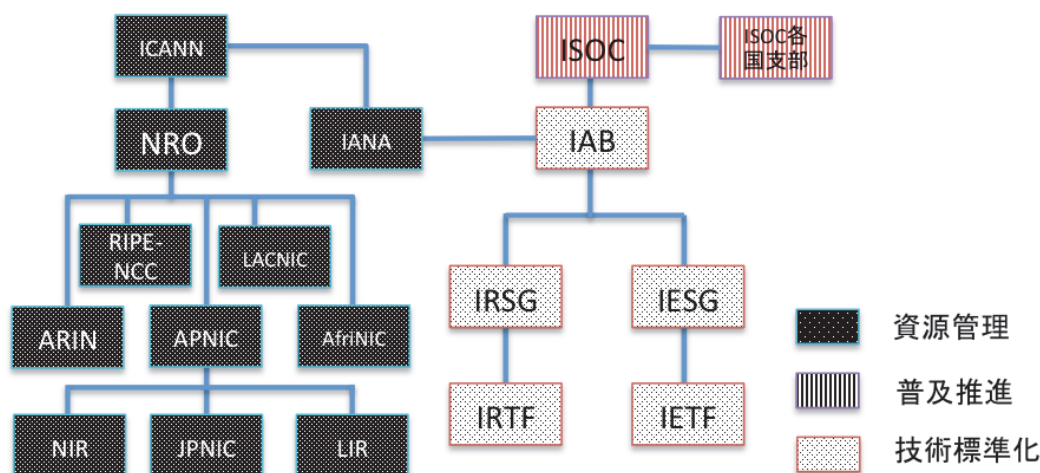 ICANN
ISOC
ISOC各
国支部
NRO
IANA
IAB
RIPE-
NCC
LACNIC
IRSG
IESG
ARIN
APNIC
AfriNIC
資源管理
IRTF
IETF
普及推進
NIR
JPNIC
LIR
技術標準化